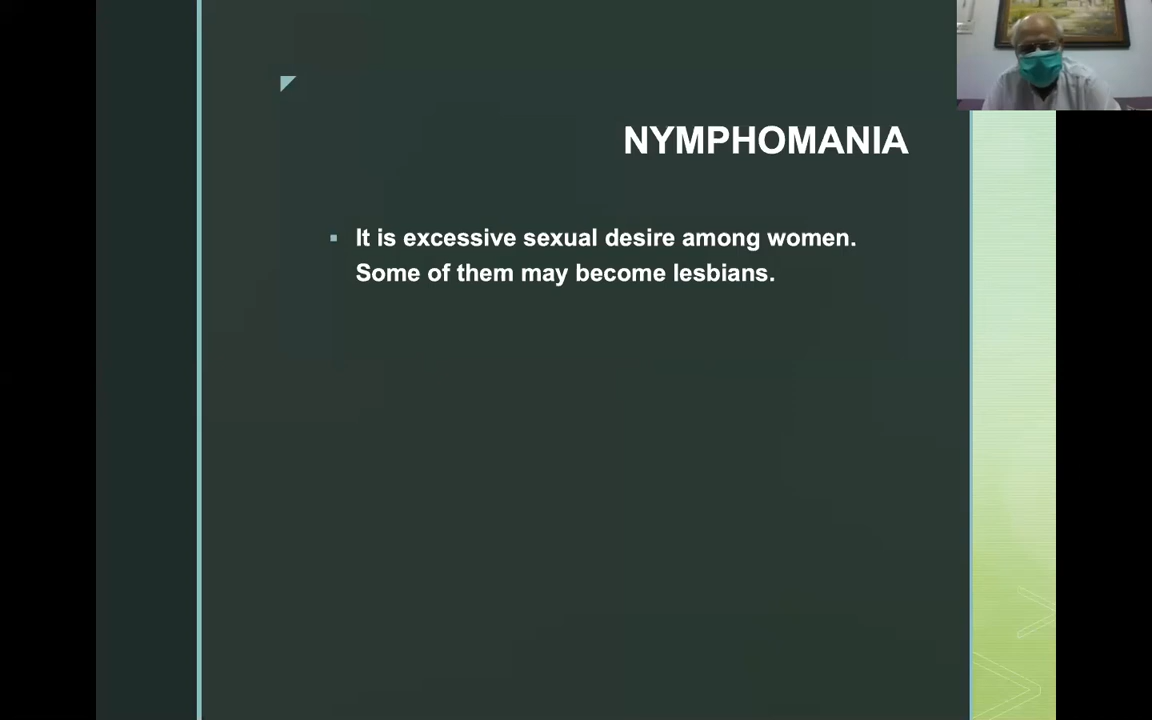 NYMPHOMANIA
It is excessive sexual desire among women.
Some of them may become lesbians.